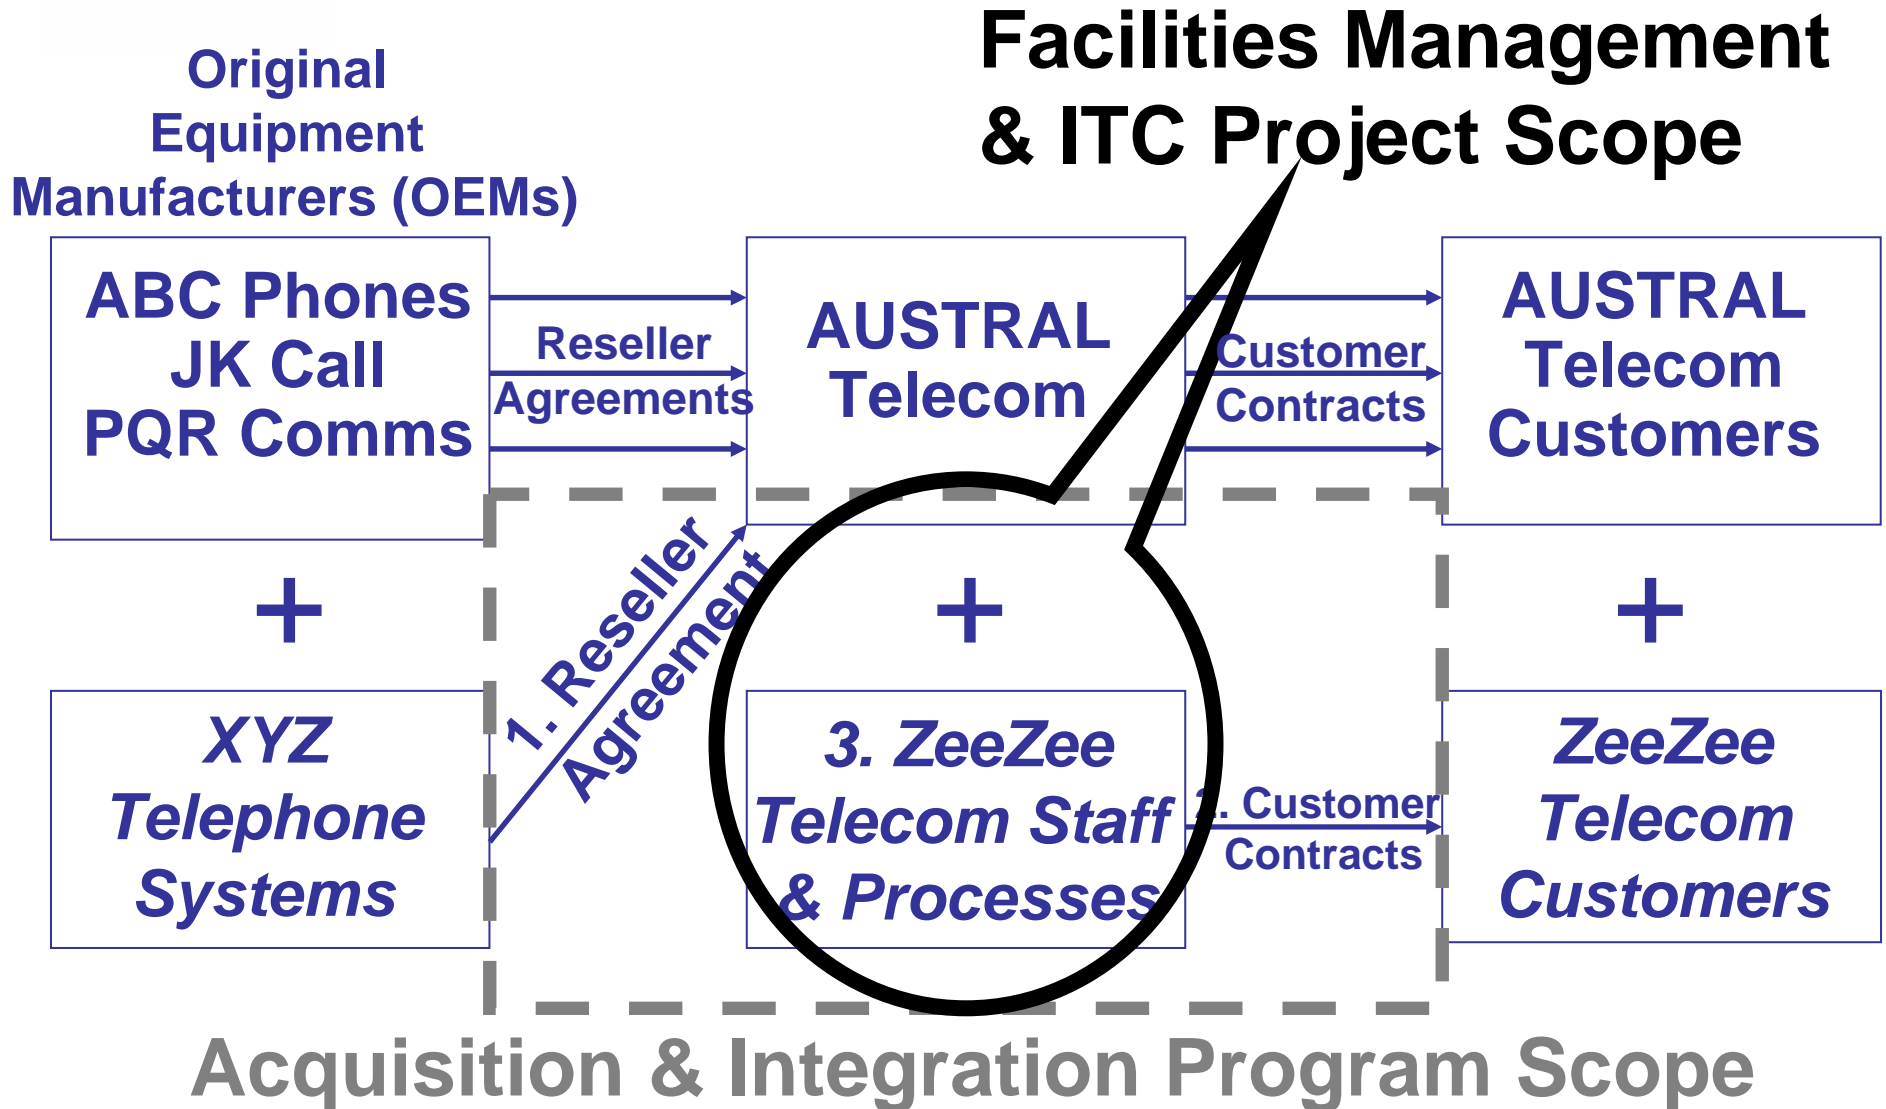 Facilities Management
& ITC Project Scope
Original
Equipment
Manufacturers (OEMs)
ABC Phones
JK Call
PQR Comms
Reseller
Agreements
AUSTRAL
Telecom
Customer
Contracts
AUSTRAL
Telecom
Customers
+
+
+
1. Reseller
Agreement
XYZ
Telephone
Systems
3. ZeeZee
Telecom Staff
& Processes
2. Customer
Contracts
ZeeZee
Telecom
Customers
Acquisition & Integration Program Scope